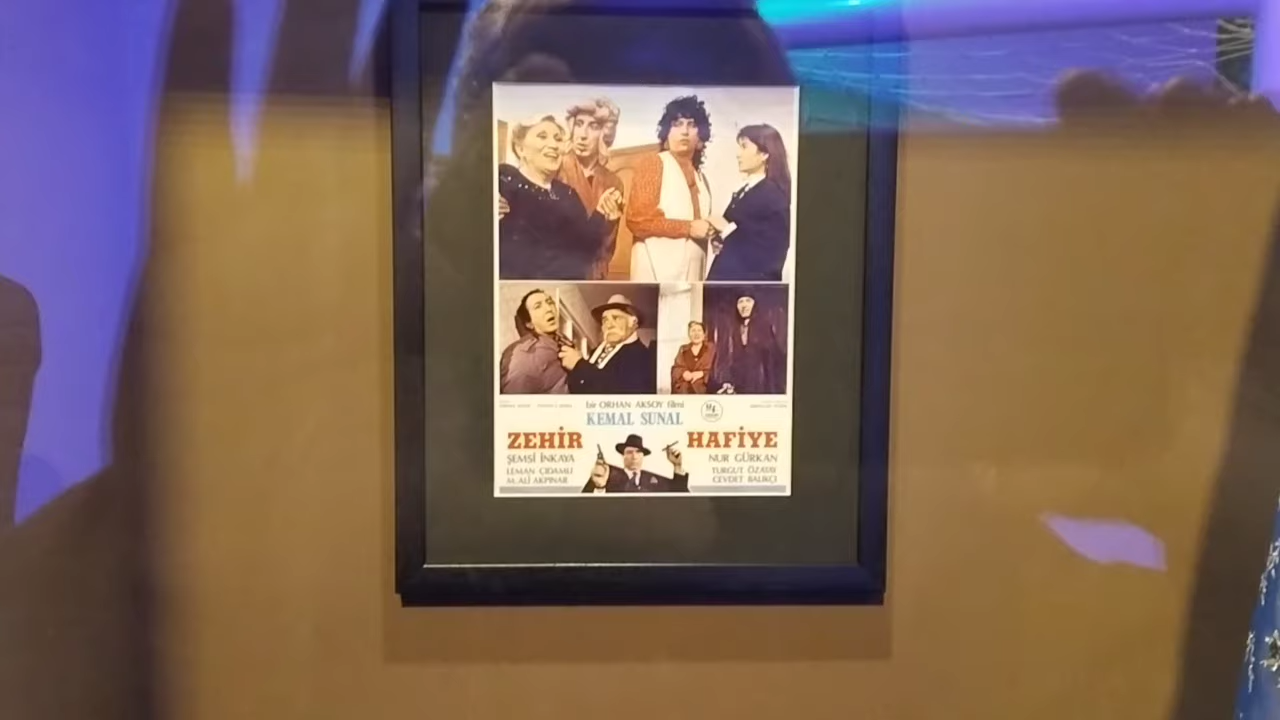 bir ORHAN AKSOY filmi
KEMAL SUNAL
ZEHİR HAFİYE
ŞEMSİ İNKAYA NUR GÜRKAN
LEMAN ÇIDAMLI TURGUT ÖZATAY
M. ALİ AKPINAR CEVDET BALIKÇI